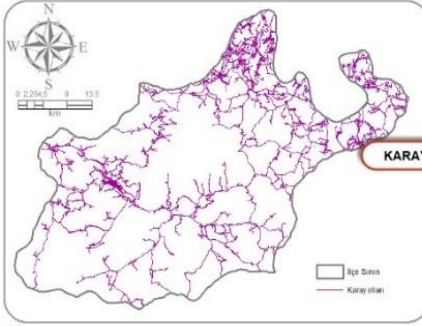 N
W E
S
0 2,254,5 9 13,5
km
KARAY
İlçe Sınırı
Karayolları